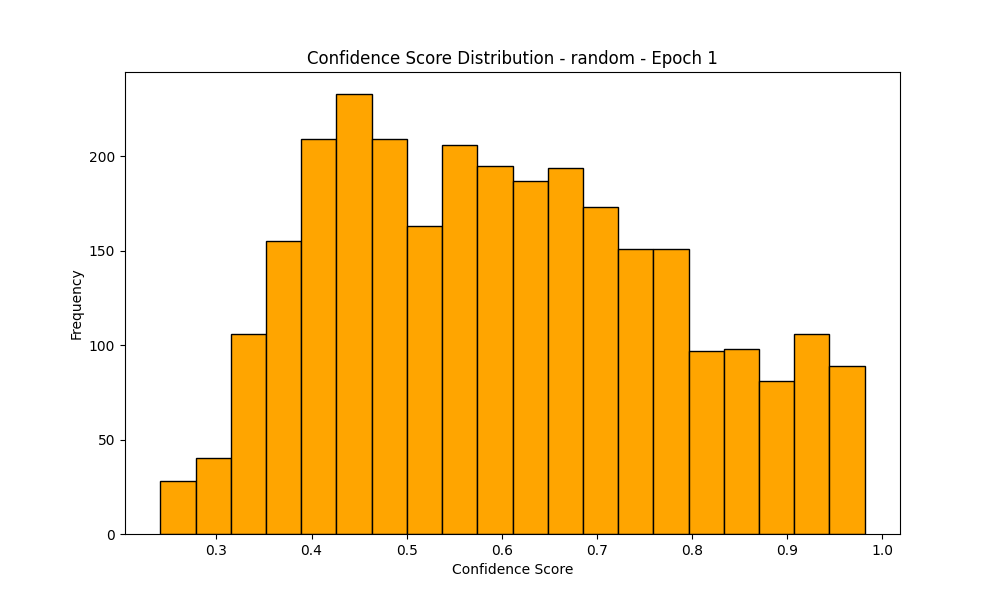 Confidence Score Distribution - random - Epoch 1
Frequency
200
150
100
50
0
0.3 0.4 0.5 0.6 0.7 0.8 0.9 1.0
Confidence Score